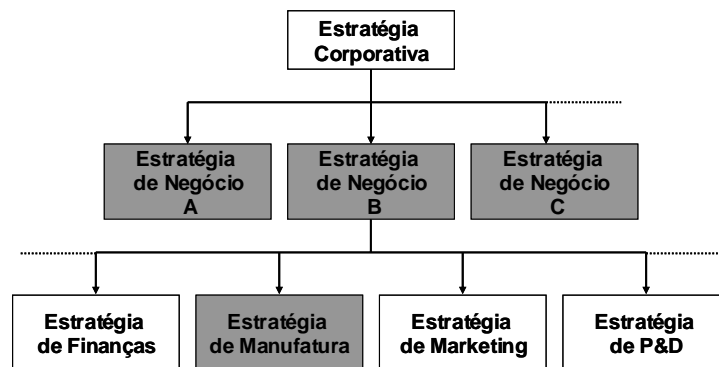 Estratégia
Corporativa
Estratégia
de Negócio
A
Estratégia
de Negócio
B
Estratégia
de Negócio
C
Estratégia
de Finanças
Estratégia
de Manufatura
Estratégia
de Marketing
Estratégia
de P&D